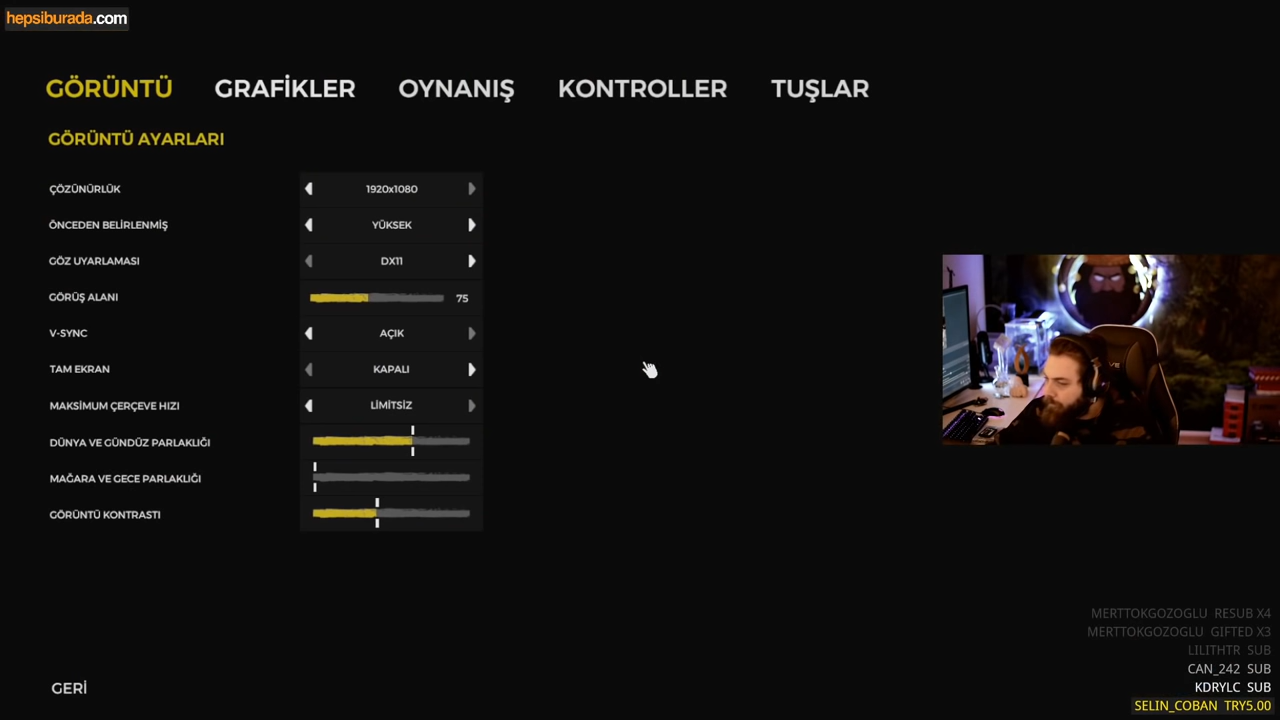 hepsiburada.com
GÖRÜNTÜ GRAFİKLER OYNANIŞ KONTROLLER TUŞLAR
GÖRÜNTÜ AYARLARI
ÇÖZÜNÜRLÜK 1920x1080
ÖNCEDEN BELİRLENMİŞ YÜKSEK
GÖZ UYARLAMASI DX11
GÖRÜŞ ALANI 75
V-SYNC AÇIK
TAM EKRAN KAPALI
MAKSİMUM ÇERÇEVE HIZI LİMİTSİZ
DÜNYA VE GÜNDÜZ PARLAKLIĞI
MAĞARA VE GECE PARLAKLIĞI
GÖRÜNTÜ KONTRASTI
MERTTOKGOZOGLU RESUB X4
MERTTOKGOZOGLU GIFTED X3
LILITHTR SUB
CAN_242 SUB
KDRYLC SUB
SELIN_COBAN TRY5.00
GERİ